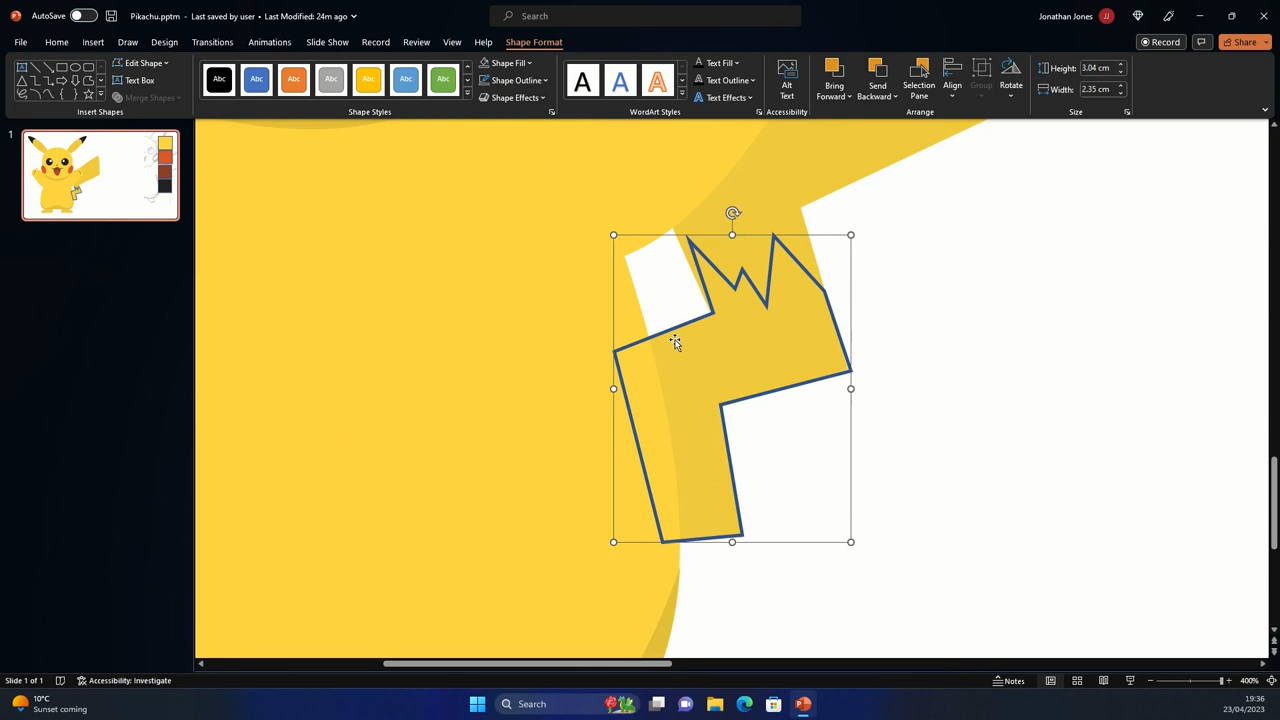 AutoSave Off Pikachu.pptm • Last saved by user • Last Modified: 24m ago Search Jonathan Jones JJ
File Home Insert Draw Design Transitions Animations Slide Show Record Review View Help Shape Format Record Share
Edit Shape Abc Abc Abc Abc Abc Abc Abc Shape Fill A A A Text Fill Height: 3.04 cm
Text Box Shape Outline Text Outline Alt Text Bring Forward Send Backward Selection Pane Align Group Rotate Width: 2.35 cm
Merge Shapes Shape Effects Text Effects
Insert Shapes Shape Styles WordArt Styles Accessibility Arrange Size
1
Slide 1 of 1 Accessibility: Investigate Notes 400%
10°C
Sunset coming
Search
19:36
23/04/2023